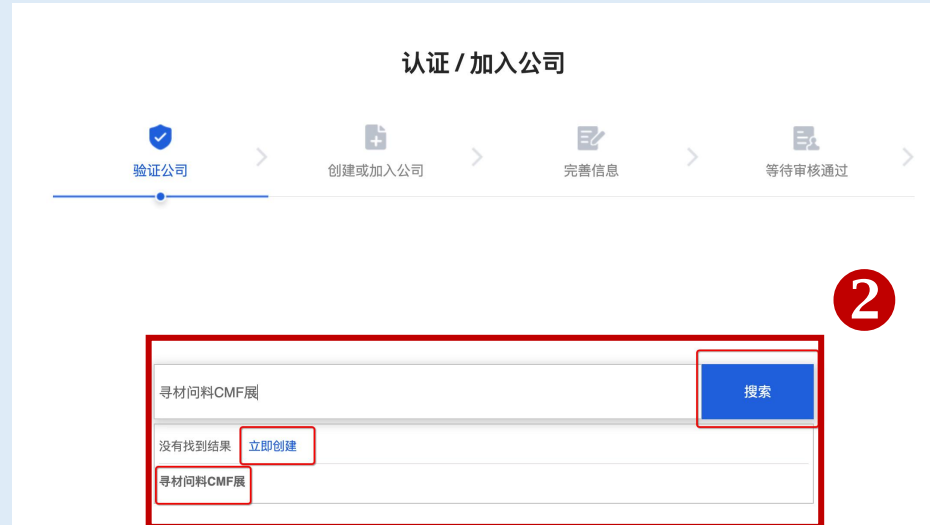 认证 / 加入公司
验证公司
创建或加入公司
完善信息
等待审核通过
2
寻材问料CMF展
搜索
没有找到结果 立即创建
寻材问料CMF展